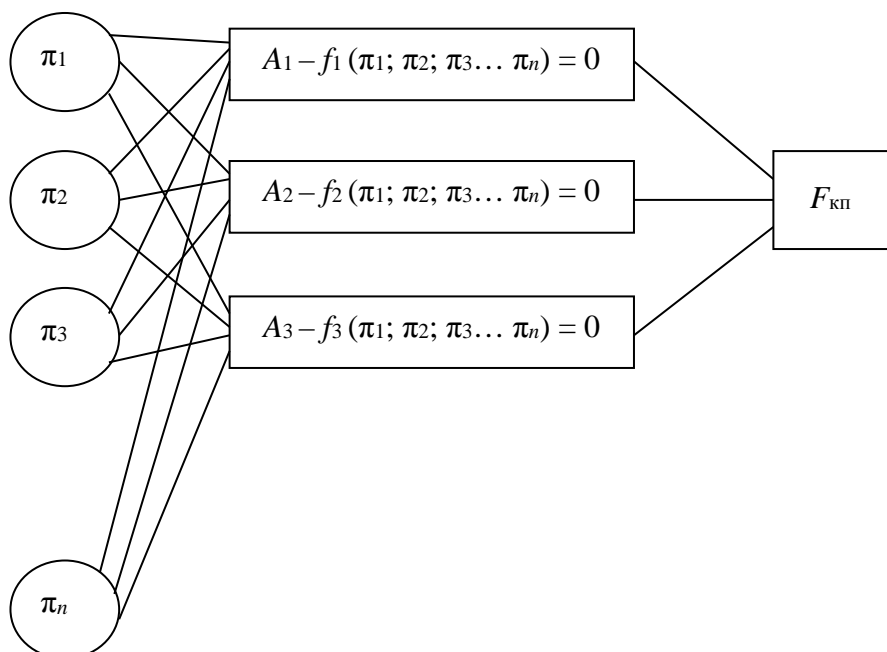 π1
A1 – f1 (π1; π2; π3… πn) = 0
π2
A2 – f2 (π1; π2; π3… πn) = 0
Fкп
π3
A3 – f3 (π1; π2; π3… πn) = 0
πn